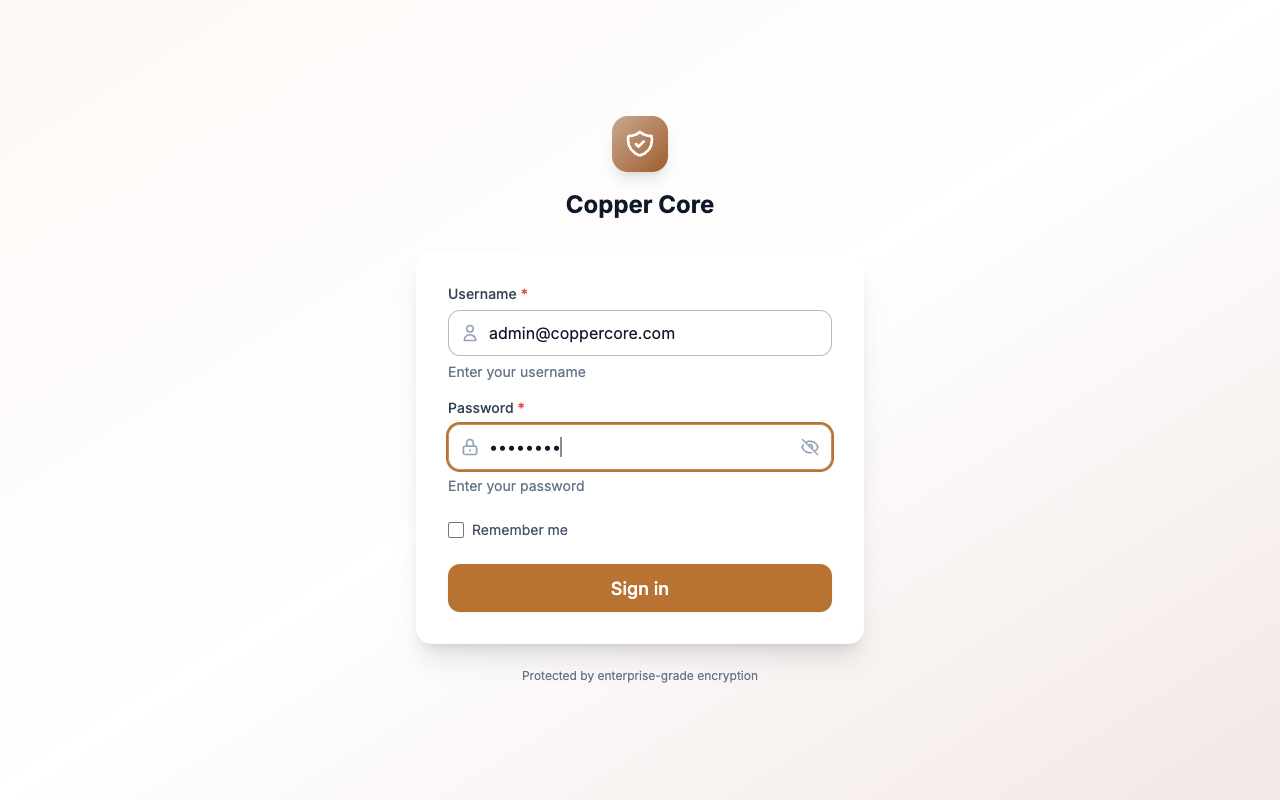 Copper Core
Username *
admin@coppercore.com
Enter your username
Password *
••••••••
Enter your password
Remember me
Sign in
Protected by enterprise-grade encryption